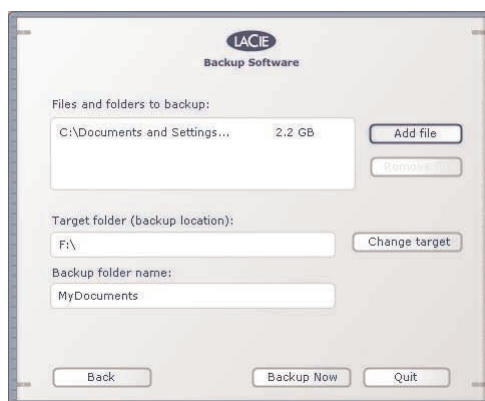 LACIE
Backup Software
Files and folders to backup:
C:\Documents and Settings... 2.2 GB
Add file
Remove
Target folder (backup location):
F:\
Change target
Backup folder name:
MyDocuments
Back
Backup Now
Quit